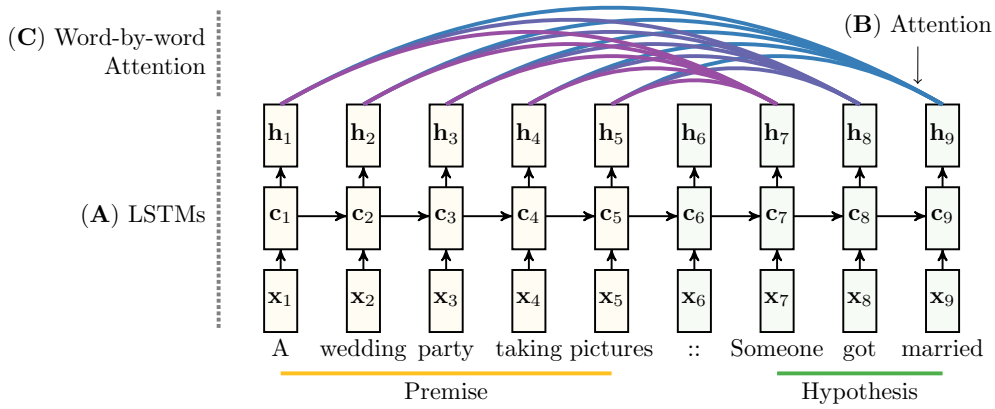 (C) Word-by-word
Attention
(B) Attention
h1 h2 h3 h4 h5 h6 h7 h8 h9
(A) LSTMs
c1 c2 c3 c4 c5 c6 c7 c8 c9
x1 x2 x3 x4 x5 x6 x7 x8 x9
A wedding party taking pictures :: Someone got married
Premise Hypothesis